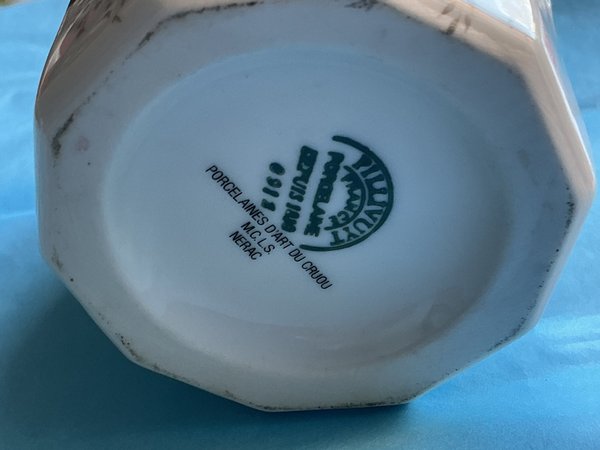 PILLIVUYT
FRANCE
PORCELAINE
DEPUIS 1818
PORCELAINES D'ART DU CRUOU
M.C.L.S.
NERAC